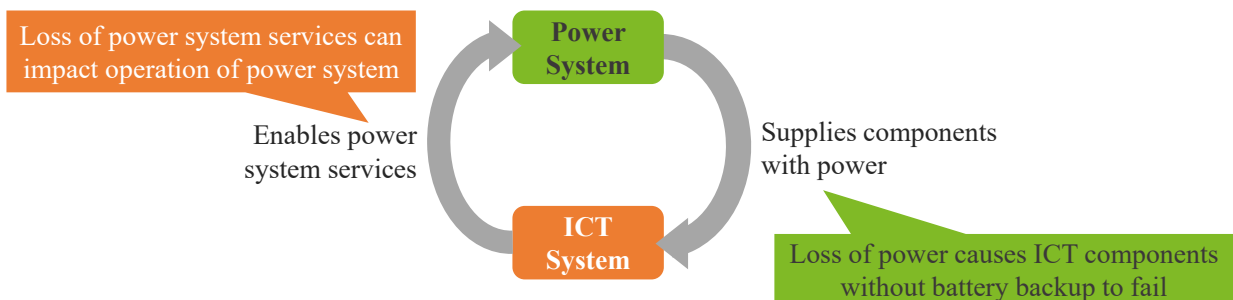 Loss of power system services can
impact operation of power system
Power
System
Enables power
system services
Supplies components
with power
ICT
System
Loss of power causes ICT components
without battery backup to fail